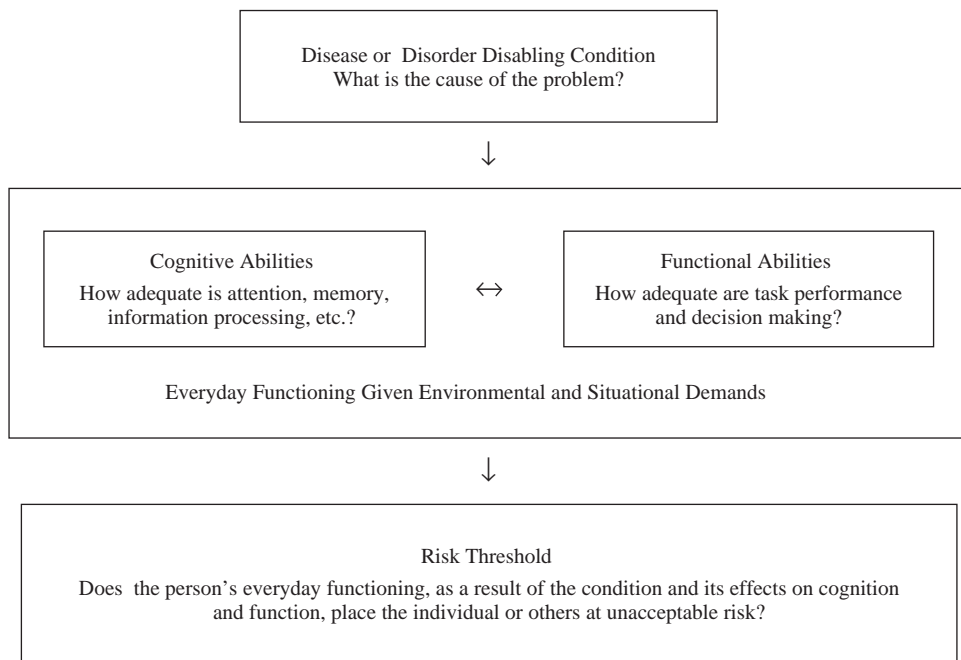 Disease or Disorder Disabling Condition
What is the cause of the problem?
↓
Cognitive Abilities
How adequate is attention, memory,
information processing, etc.?
↔
Functional Abilities
How adequate are task performance
and decision making?
Everyday Functioning Given Environmental and Situational Demands
↓
Risk Threshold
Does the person’s everyday functioning, as a result of the condition and its effects on cognition
and function, place the individual or others at unacceptable risk?